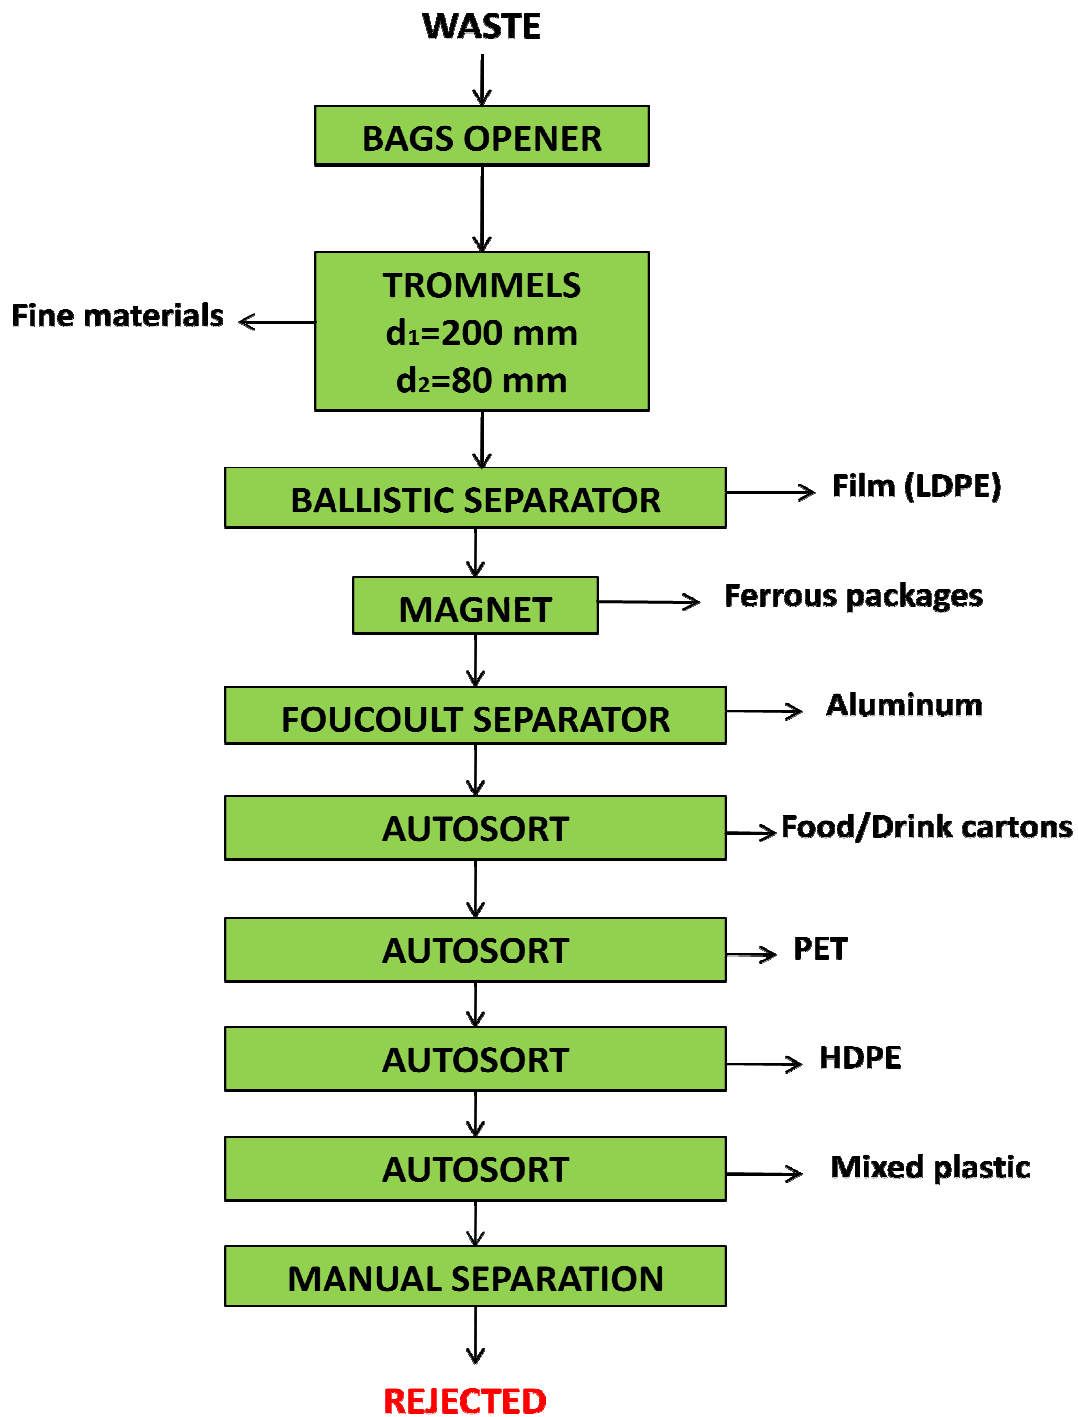 WASTE
BAGS OPENER
TROMMELS
d₁=200 mm
d₂=80 mm
Fine materials
BALLISTIC SEPARATOR
Film (LDPE)
MAGNET
Ferrous packages
FOUCOULT SEPARATOR
Aluminum
AUTOSORT
Food/Drink cartons
AUTOSORT
PET
AUTOSORT
HDPE
AUTOSORT
Mixed plastic
MANUAL SEPARATION
REJECTED